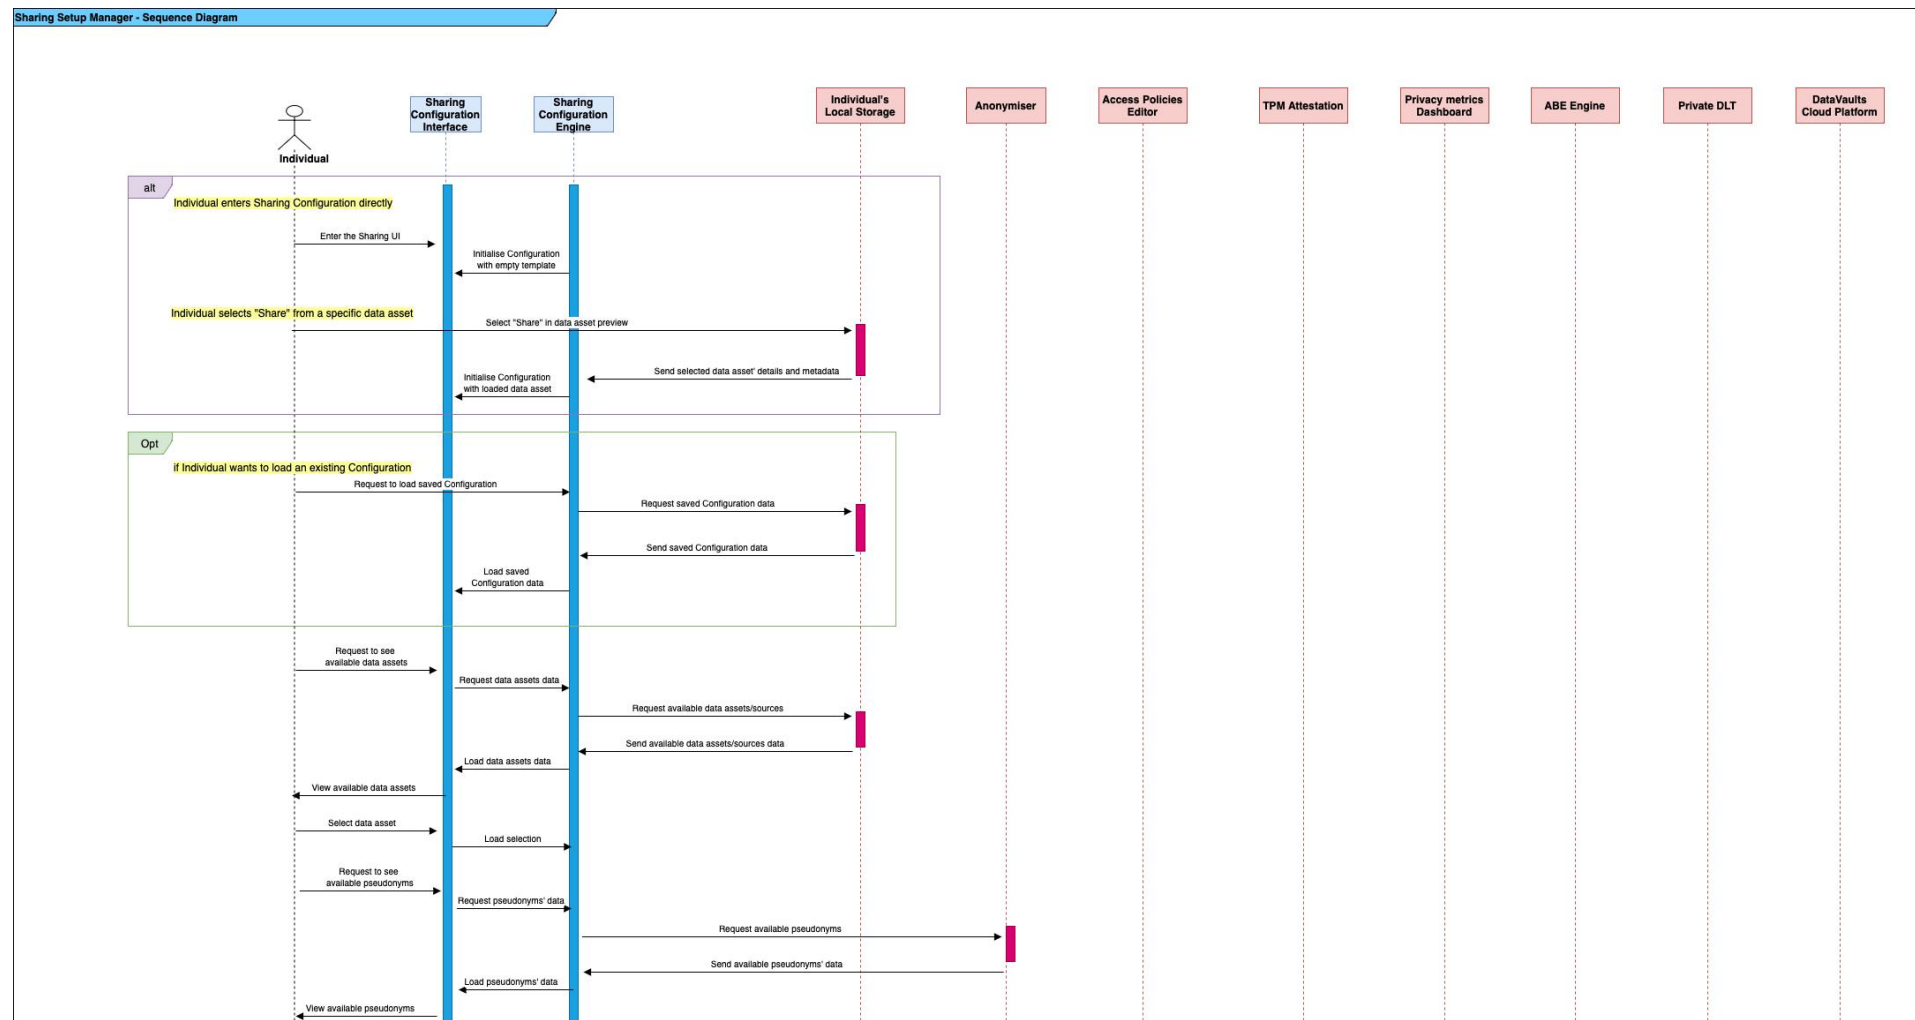 Sharing Setup Manager - Sequence Diagram
Individual
Sharing
Configuration
Interface
Sharing
Configuration
Engine
Individual's
Local Storage
Anonymiser
Access Policies
Editor
TPM Attestation
Privacy metrics
Dashboard
ABE Engine
Private DLT
DataVaults
Cloud Platform
alt
Individual enters Sharing Configuration directly
Enter the Sharing UI
Initialise Configuration
with empty template
Individual selects "Share" from a specific data asset
Select "Share" in data asset preview
Send selected data asset' details and metadata
Initialise Configuration
with loaded data asset
Opt
if Individual wants to load an existing Configuration
Request to load saved Configuration
Request saved Configuration data
Send saved Configuration data
Load saved
Configuration data
Request to see
available data assets
Request data assets data
Request available data assets/sources
Send available data assets/sources data
Load data assets data
View available data assets
Select data asset
Load selection
Request to see
available pseudonyms
Request pseudonyms' data
Request available pseudonyms
Send available pseudonyms' data
Load pseudonyms' data
View available pseudonyms